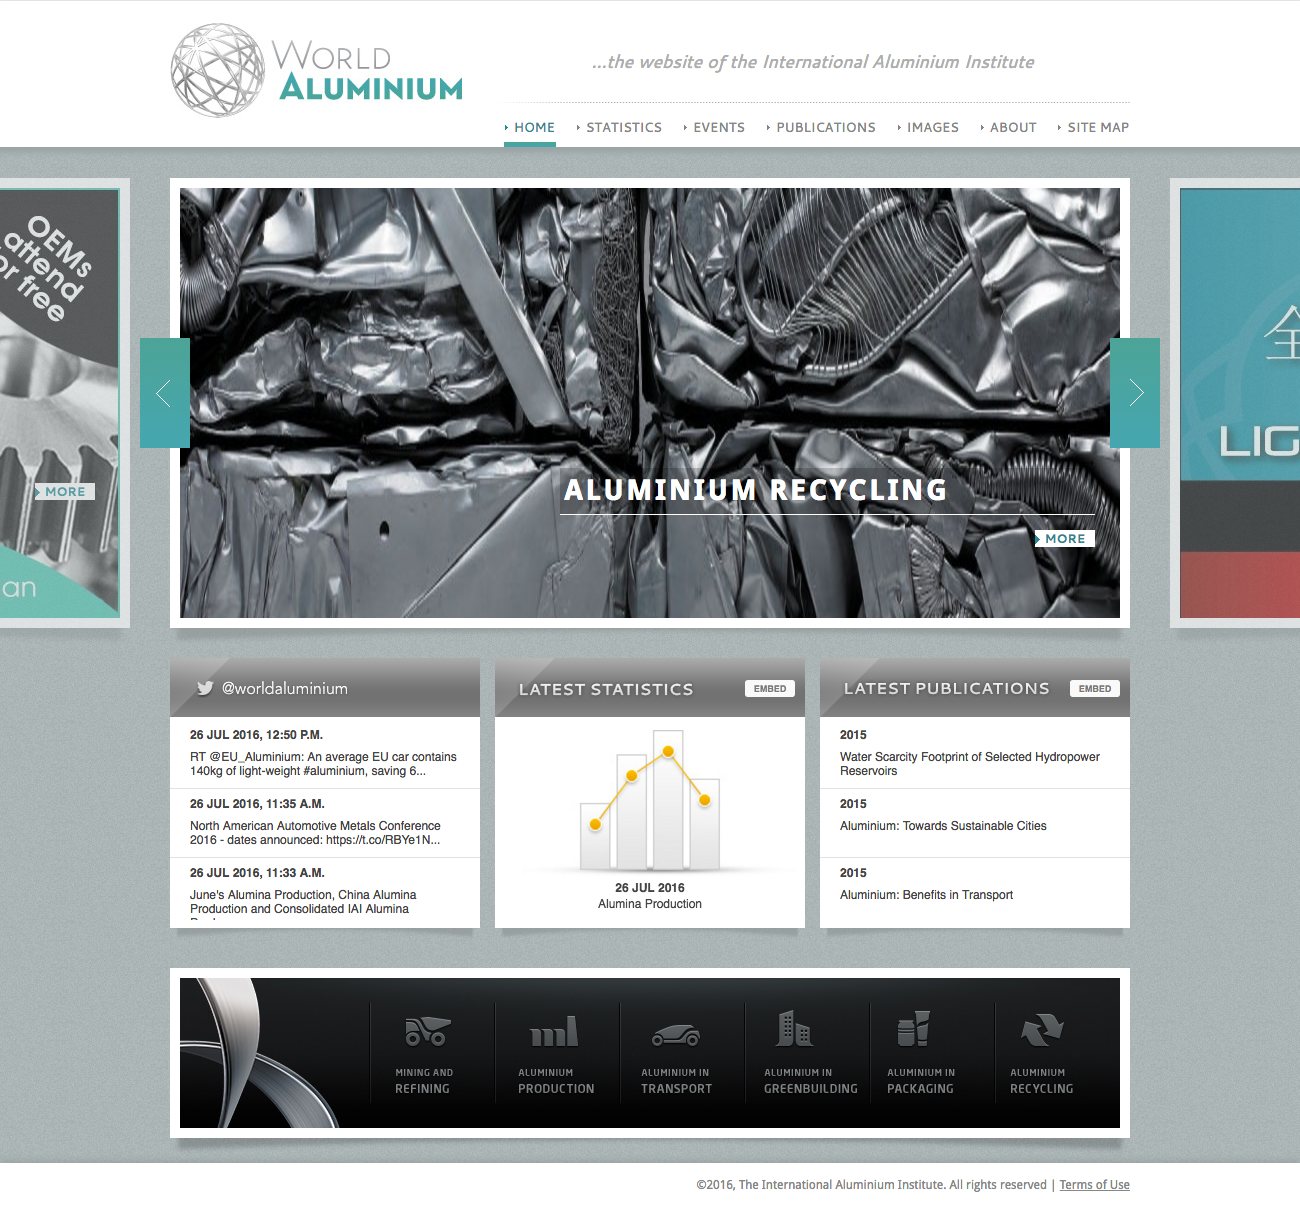 WORLD
ALUMINIUM
...the website of the International Aluminium Institute
HOME STATISTICS EVENTS PUBLICATIONS IMAGES ABOUT SITE MAP
OEMs
attend
or free
MORE
an
ALUMINIUM RECYCLING
MORE
全
LIG
@worldaluminium
26 JUL 2016, 12:50 P.M.
RT @EU_Aluminium: An average EU car contains
140kg of light-weight #aluminium, saving 6...
26 JUL 2016, 11:35 A.M.
North American Automotive Metals Conference
2016 - dates announced: https://t.co/RBYe1N...
26 JUL 2016, 11:33 A.M.
June's Alumina Production, China Alumina
Production and Consolidated IAI Alumina
LATEST STATISTICS EMBED
26 JUL 2016
Alumina Production
LATEST PUBLICATIONS EMBED
2015
Water Scarcity Footprint of Selected Hydropower
Reservoirs
2015
Aluminium: Towards Sustainable Cities
2015
Aluminium: Benefits in Transport
MINING AND
REFINING
ALUMINIUM
PRODUCTION
ALUMINIUM IN
TRANSPORT
ALUMINIUM IN
GREENBUILDING
ALUMINIUM IN
PACKAGING
ALUMINIUM
RECYCLING
©2016, The International Aluminium Institute. All rights reserved | Terms of Use